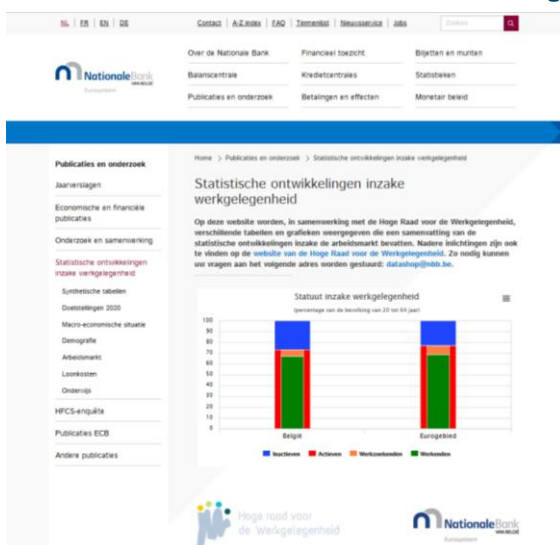 NL | FR | EN | DE
Contact | A-Z index | FAQ | Termenlijst | Nieuwsservice | Jobs
Zoeken
NationaleBank
VAN BELGIË
Eurosysteem
Over de Nationale Bank
Financieel toezicht
Biljetten en munten
Balanscentrale
Kredietcentrales
Statistieken
Publicaties en onderzoek
Betalingen en effecten
Monetair beleid
Home > Publicaties en onderzoek > Statistische ontwikkelingen inzake werkgelegenheid
Publicaties en onderzoek
Jaarverslagen
Economische en financiële
publicaties
Onderzoek en samenwerking
Statistische ontwikkelingen
inzake werkgelegenheid
Synthetische tabellen
Doelstellingen 2020
Macro-economische situatie
Demografie
Arbeidsmarkt
Loonkosten
Onderwijs
HFCS-enquête
Publicaties ECB
Andere publicaties
Statistische ontwikkelingen inzake
werkgelegenheid
Op deze website worden, in samenwerking met de Hoge Raad voor de Werkgelegenheid,
verschillende tabellen en grafieken weergegeven die een samenvatting van de
statistische ontwikkelingen inzake de arbeidsmarkt bevatten. Nadere inlichtingen zijn ook
te vinden op de website van de Hoge Raad voor de Werkgelegenheid. Zo nodig kunnen
uw vragen aan het volgende adres worden gestuurd: datashop@nbb.be.
Statuut inzake werkgelegenheid
(percentage van de bevolking van 20 tot 64 jaar)
100
90
80
70
60
50
40
30
20
10
0
België
Eurogebied
Inactieven
Actieven
Werkzoekenden
Werkenden
Hoge raad voor
de Werkgelegenheid
NationaleBank
VAN BELGIË
Eurosysteem